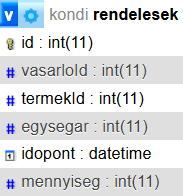 v kondi rendelesek
id : int(11)
vasarloId : int(11)
# termekId : int(11)
# egysegar : int(11)
idopont : datetime
# mennyiseg : int(11)